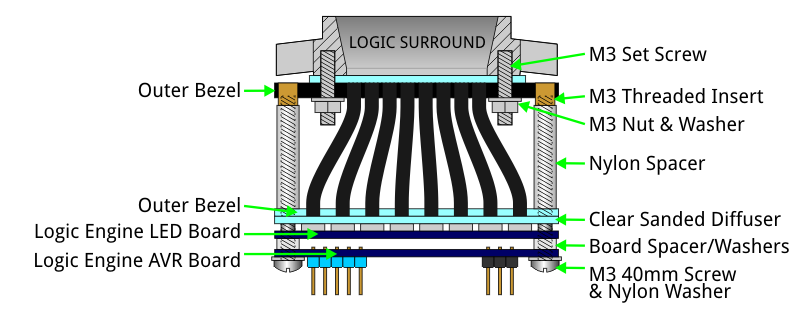 LOGIC SURROUND
M3 Set Screw
Outer Bezel
M3 Threaded Insert
M3 Nut & Washer
Nylon Spacer
Outer Bezel
Clear Sanded Diffuser
Logic Engine LED Board
Board Spacer/Washers
Logic Engine AVR Board
M3 40mm Screw
& Nylon Washer